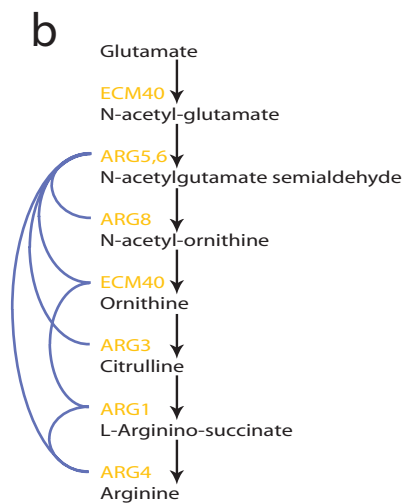 b
Glutamate
ECM40
N-acetyl-glutamate
ARG5,6
N-acetylgutamate semialdehyde
ARG8
N-acetyl-ornithine
ECM40
Ornithine
ARG3
Citrulline
ARG1
L-Arginino-succinate
ARG4
Arginine